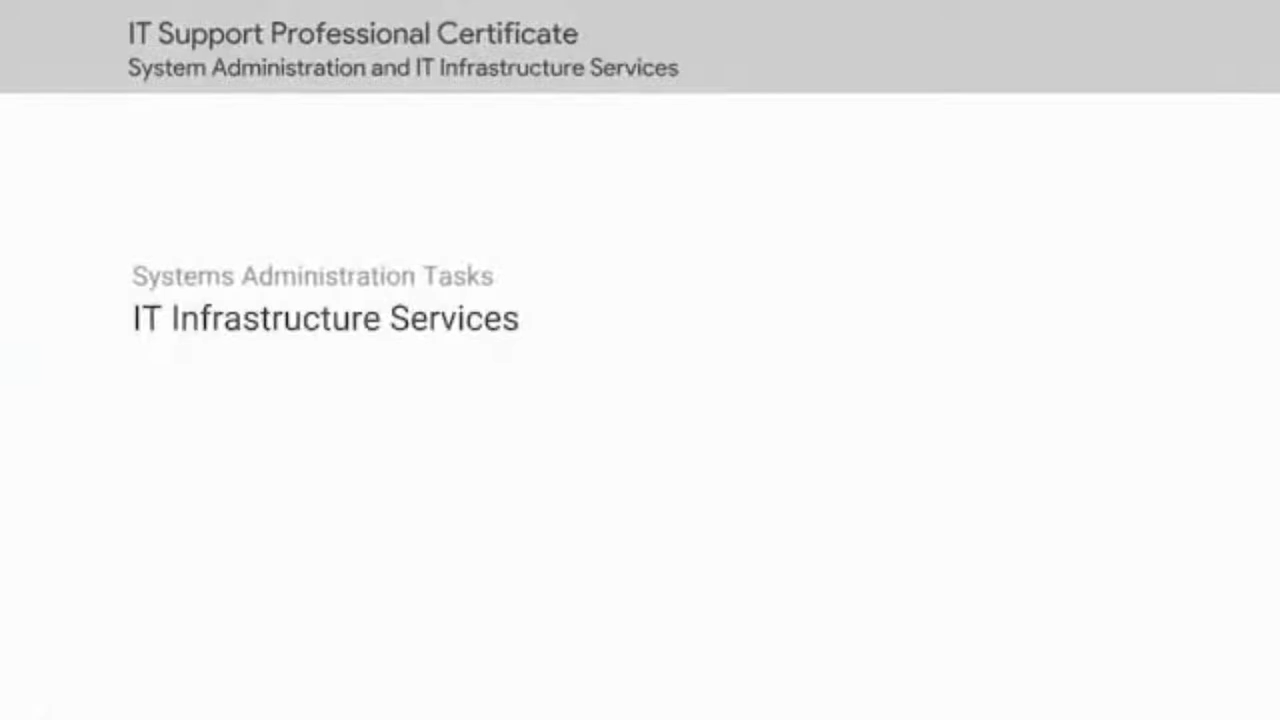 IT Support Professional Certificate
System Administration and IT Infrastructure Services
Systems Administration Tasks
IT Infrastructure Services